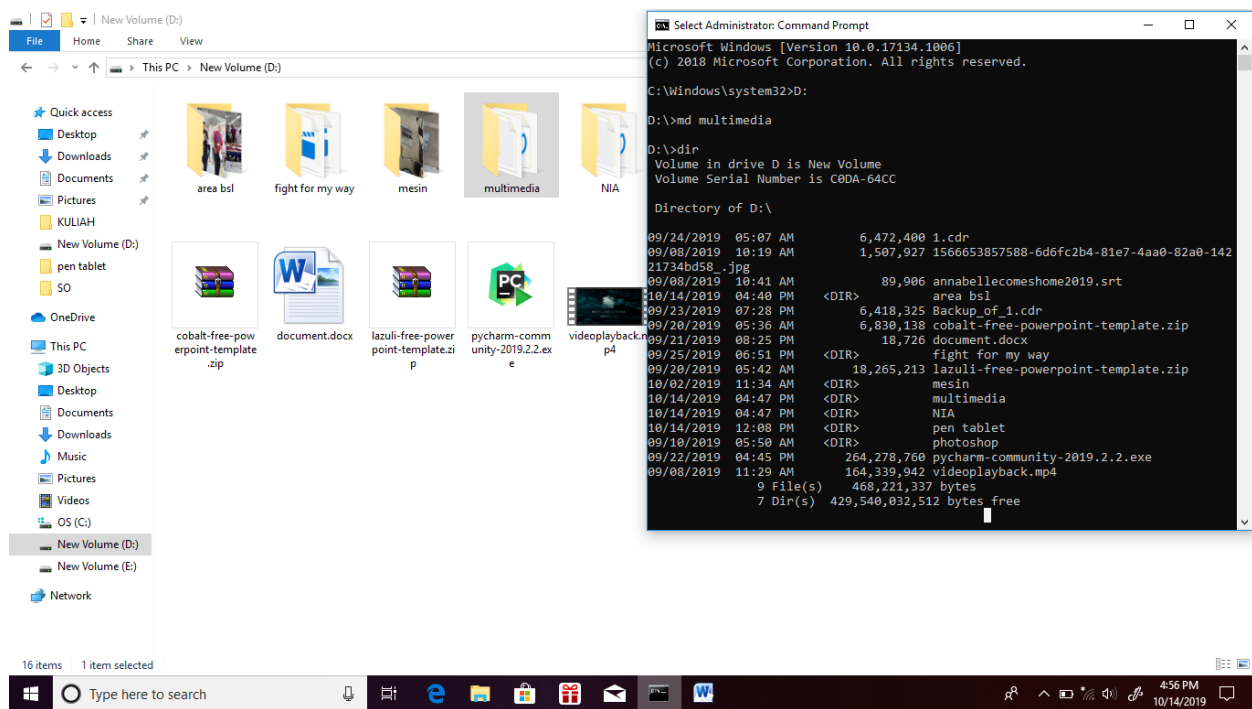 New Volume (D:)
File Home Share View
This PC > New Volume (D:)
Quick access
Desktop
Downloads
Documents
Pictures
KULIAH
New Volume (D:)
pen tablet
SO
OneDrive
This PC
3D Objects
Desktop
Documents
Downloads
Music
Pictures
Videos
OS (C:)
New Volume (D:)
New Volume (E:)
Network
area bsl
fight for my way
mesin
multimedia
NIA
cobalt-free-pow
erpoint-template
.zip
document.docx
lazuli-free-power
point-template.zi
p
pycharm-comm
unity-2019.2.2.ex
e
videoplayback.m
p4
16 items 1 item selected
Select Administrator: Command Prompt
Microsoft Windows [Version 10.0.17134.1006]
(c) 2018 Microsoft Corporation. All rights reserved.
C:\Windows\system32>D:
D:\>md multimedia
D:\>dir
Volume in drive D is New Volume
Volume Serial Number is C0DA-64CC
Directory of D:\
09/24/2019 05:07 AM 6,472,400 1.cdr
09/08/2019 10:19 AM 1,507,927 1566653857588-6d6fc2b4-81e7-4aa0-82a0-142
21734bd58_.jpg
09/08/2019 10:41 AM 89,906 annabellecomeshome2019.srt
10/14/2019 04:40 PM <DIR> area bsl
09/23/2019 07:28 PM 6,418,325 Backup_of_1.cdr
09/20/2019 05:36 AM 6,830,138 cobalt-free-powerpoint-template.zip
09/21/2019 08:25 PM 18,726 document.docx
09/25/2019 06:51 PM <DIR> fight for my way
09/20/2019 05:42 AM 18,265,213 lazuli-free-powerpoint-template.zip
10/02/2019 11:34 AM <DIR> mesin
10/14/2019 04:47 PM <DIR> multimedia
10/14/2019 04:47 PM <DIR> NIA
10/14/2019 12:08 PM <DIR> pen tablet
09/10/2019 05:50 AM <DIR> photoshop
09/22/2019 04:45 PM 264,278,760 pycharm-community-2019.2.2.exe
09/08/2019 11:29 AM 164,339,942 videoplayback.mp4
9 File(s) 468,221,337 bytes
7 Dir(s) 429,540,032,512 bytes free
Type here to search
4:56 PM
10/14/2019